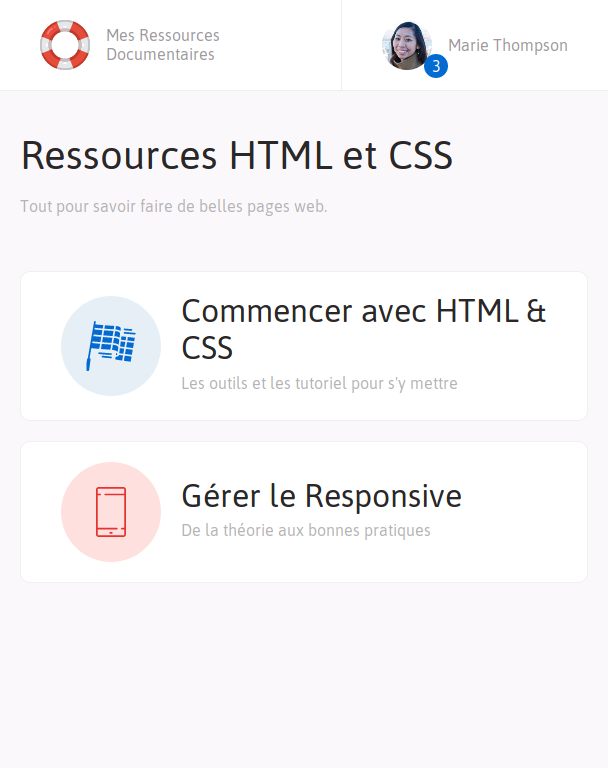 Mes Ressources
Documentaires
3
Marie Thompson
Ressources HTML et CSS
Tout pour savoir faire de belles pages web.
Commencer avec HTML &
CSS
Les outils et les tutoriel pour s'y mettre
Gérer le Responsive
De la théorie aux bonnes pratiques